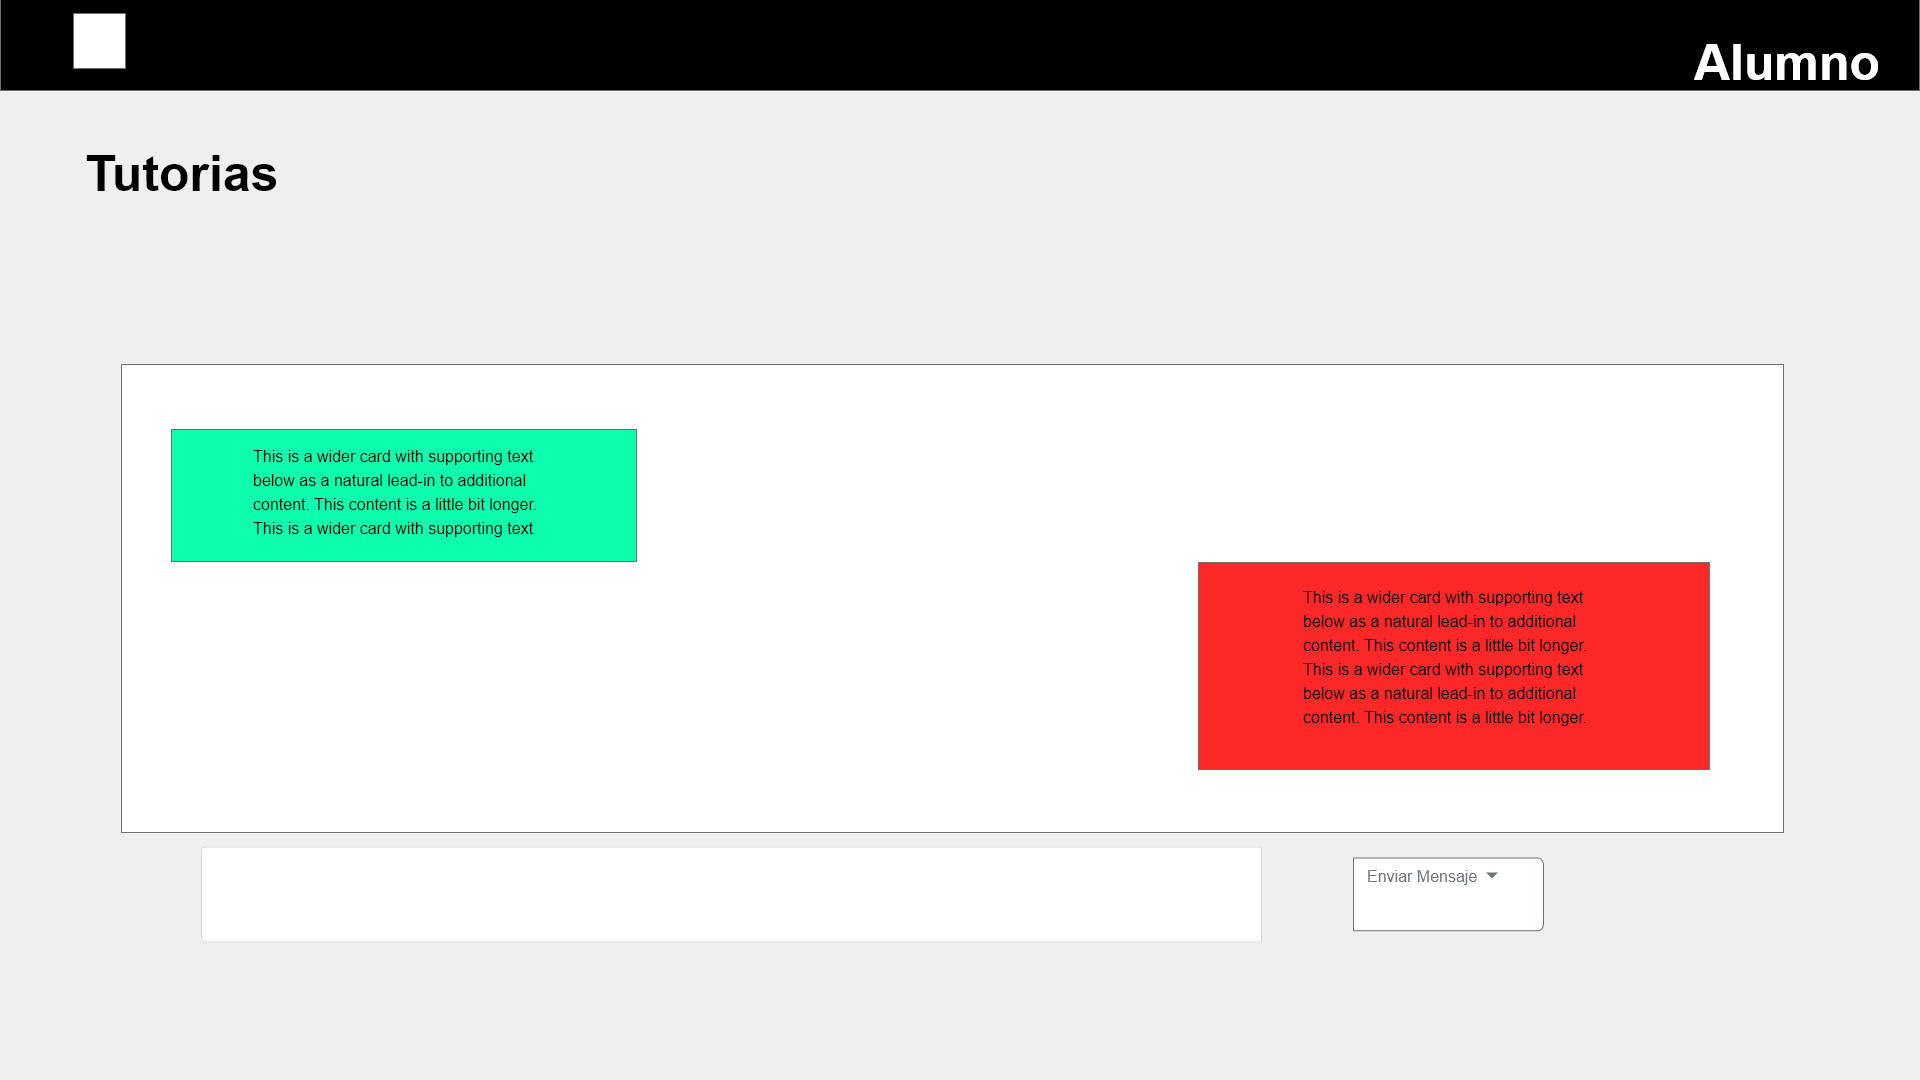 Alumno
Tutorias
This is a wider card with supporting text
below as a natural lead-in to additional
content. This content is a little bit longer.
This is a wider card with supporting text
This is a wider card with supporting text
below as a natural lead-in to additional
content. This content is a little bit longer.
This is a wider card with supporting text
below as a natural lead-in to additional
content. This content is a little bit longer.
Enviar Mensaje